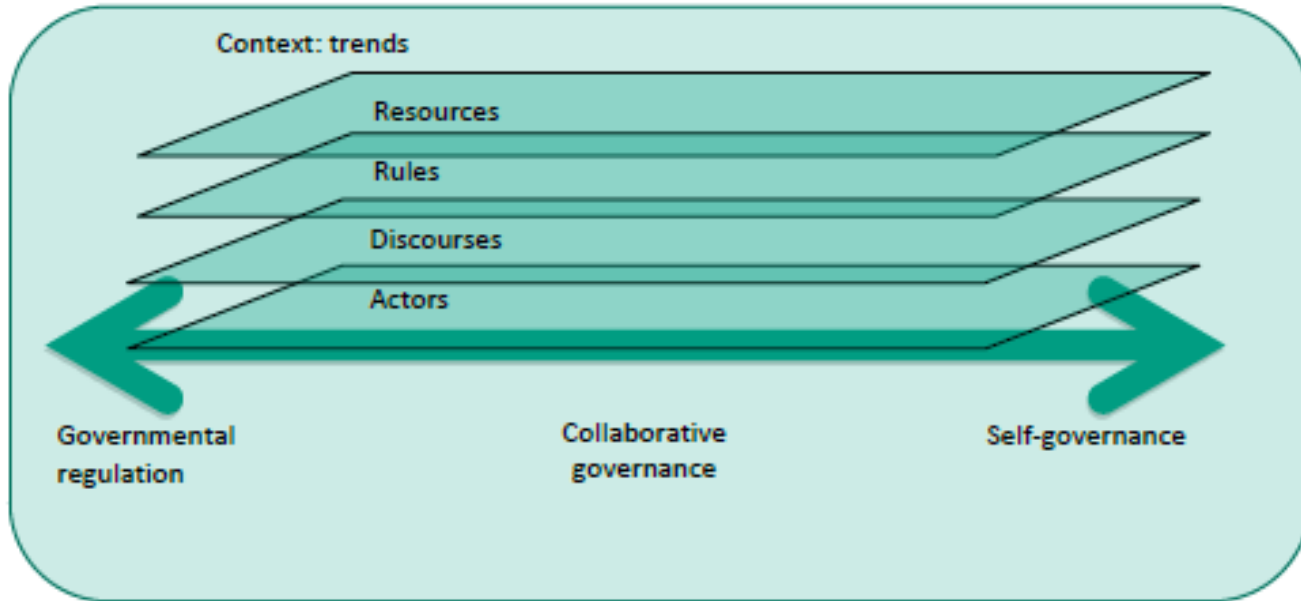 Context: trends
Resources
Rules
Discourses
Actors
Governmental
regulation
Collaborative
governance
Self-governance